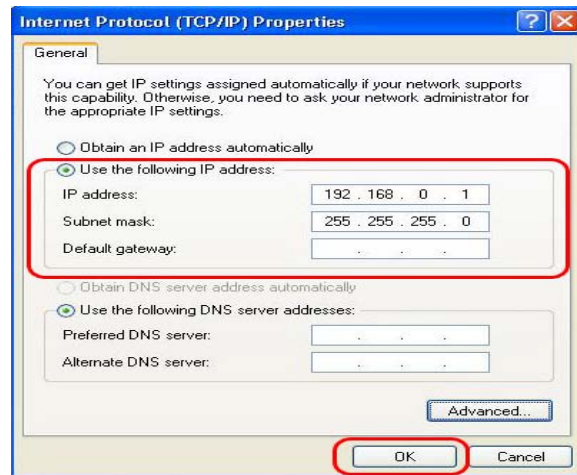 Internet Protocol (TCP/IP) Properties
General
You can get IP settings assigned automatically if your network supports
this capability. Otherwise, you need to ask your network administrator for
the appropriate IP settings.
Obtain an IP address automatically
Use the following IP address:
IP address: 192 . 168 . 0 . 1
Subnet mask: 255 . 255 . 255 . 0
Default gateway: . . .
Obtain DNS server address automatically
Use the following DNS server addresses:
Preferred DNS server: . . .
Alternate DNS server: . . .
Advanced...
OK Cancel